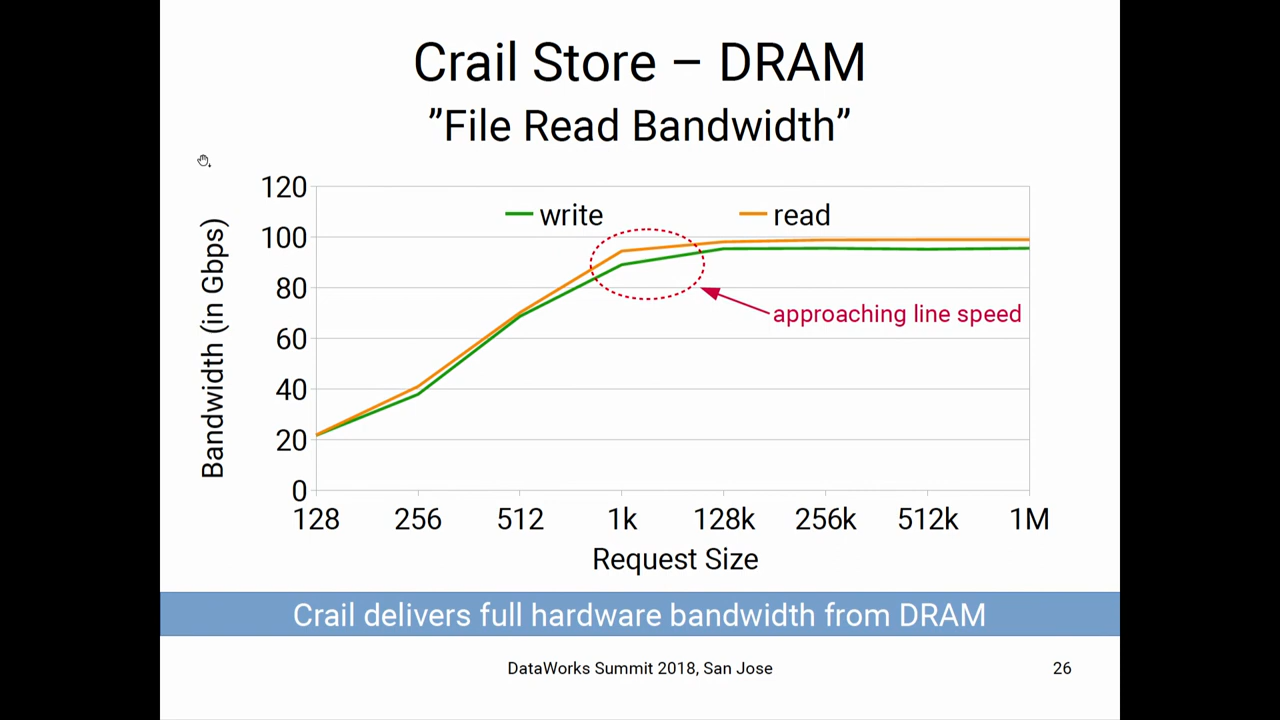 Crail Store – DRAM
”File Read Bandwidth”
120
write
read
100
80
approaching line speed
60
40
20
0
Bandwidth (in Gbps)
128 256 512 1k 128k 256k 512k 1M
Request Size
Crail delivers full hardware bandwidth from DRAM
DataWorks Summit 2018, San Jose
26